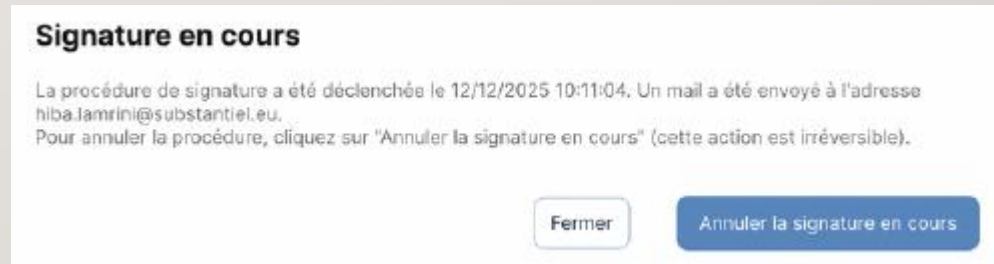 Signature en cours
La procédure de signature a été déclenchée le 12/12/2025 10:11:04. Un mail a été envoyé à l'adresse
hiba.lamrini@substantiel.eu.
Pour annuler la procédure, cliquez sur "Annuler la signature en cours" (cette action est irréversible).
Fermer
Annuler la signature en cours